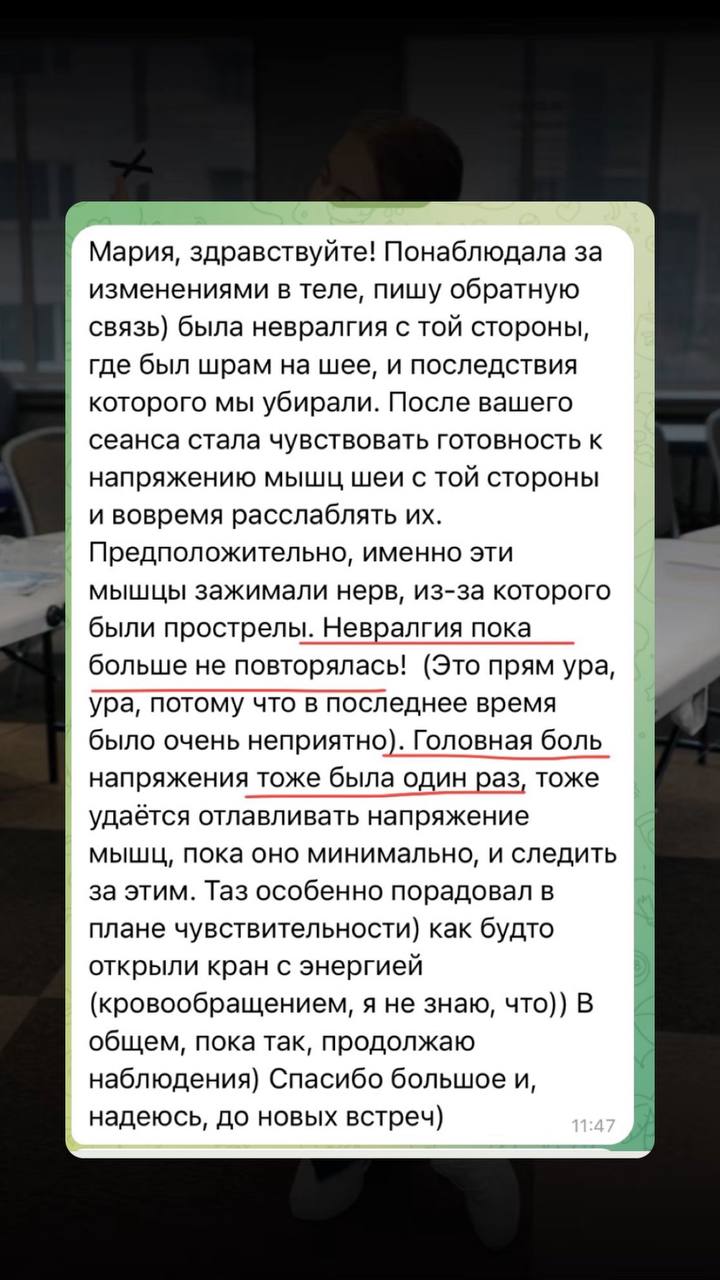 Мария, здравствуйте! Понаблюдала за
изменениями в теле, пишу обратную
связь) была невралгия с той стороны,
где был шрам на шее, и последствия
которого мы убирали. После вашего
сеанса стала чувствовать готовность к
напряжению мышц шеи с той стороны
и вовремя расслаблять их.
Предположительно, именно эти
мышцы зажимали нерв, из-за которого
были прострелы. Невралгия пока
больше не повторялась!  (Это прям ура,
ура, потому что в последнее время
было очень неприятно). Головная боль
напряжения тоже была один раз, тоже
удаётся отлавливать напряжение
мышц, пока оно минимально, и следить
за этим. Таз особенно порадовал в
плане чувствительности) как будто
открыли кран с энергией
(кровообращением, я не знаю, что)) В
общем, пока так, продолжаю
наблюдения) Спасибо большое и,
надеюсь, до новых встреч)
11:47